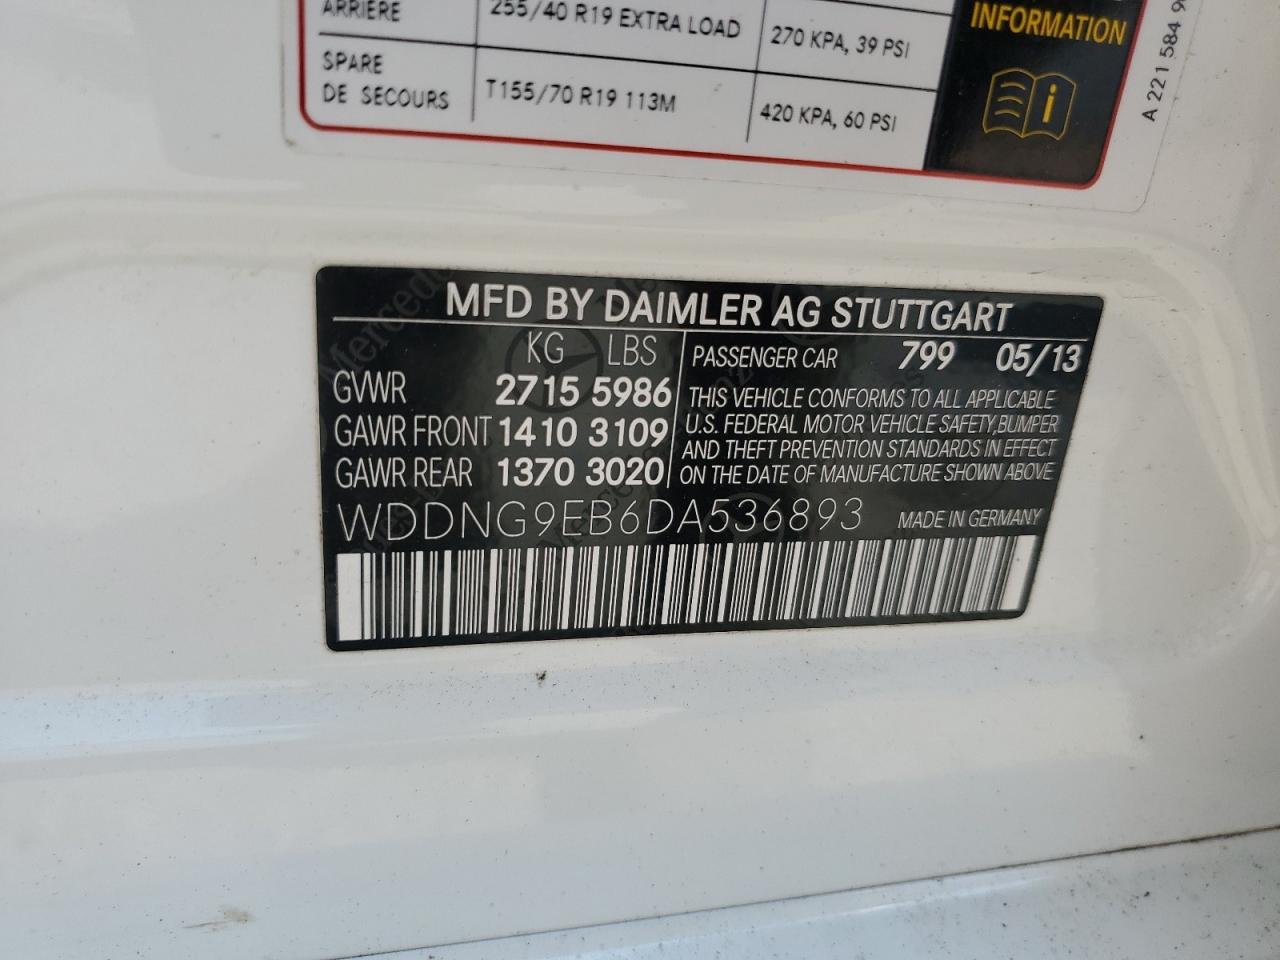 ARRIÈRE 255/40 R19 EXTRA LOAD 270 KPA, 39 PSI
SPARE
DE SECOURS T155/70 R19 113M 420 KPA, 60 PSI
INFORMATION
i
A 221 584
MFD BY DAIMLER AG STUTTGART
KG LBS
GVWR 2715 5986
GAWR FRONT 1410 3109
GAWR REAR 1370 3020
PASSENGER CAR 799 05/13
THIS VEHICLE CONFORMS TO ALL APPLICABLE
U.S. FEDERAL MOTOR VEHICLE SAFETY,BUMPER
AND THEFT PREVENTION STANDARDS IN EFFECT
ON THE DATE OF MANUFACTURE SHOWN ABOVE
WDDNG9EB6DA536893 MADE IN GERMANY